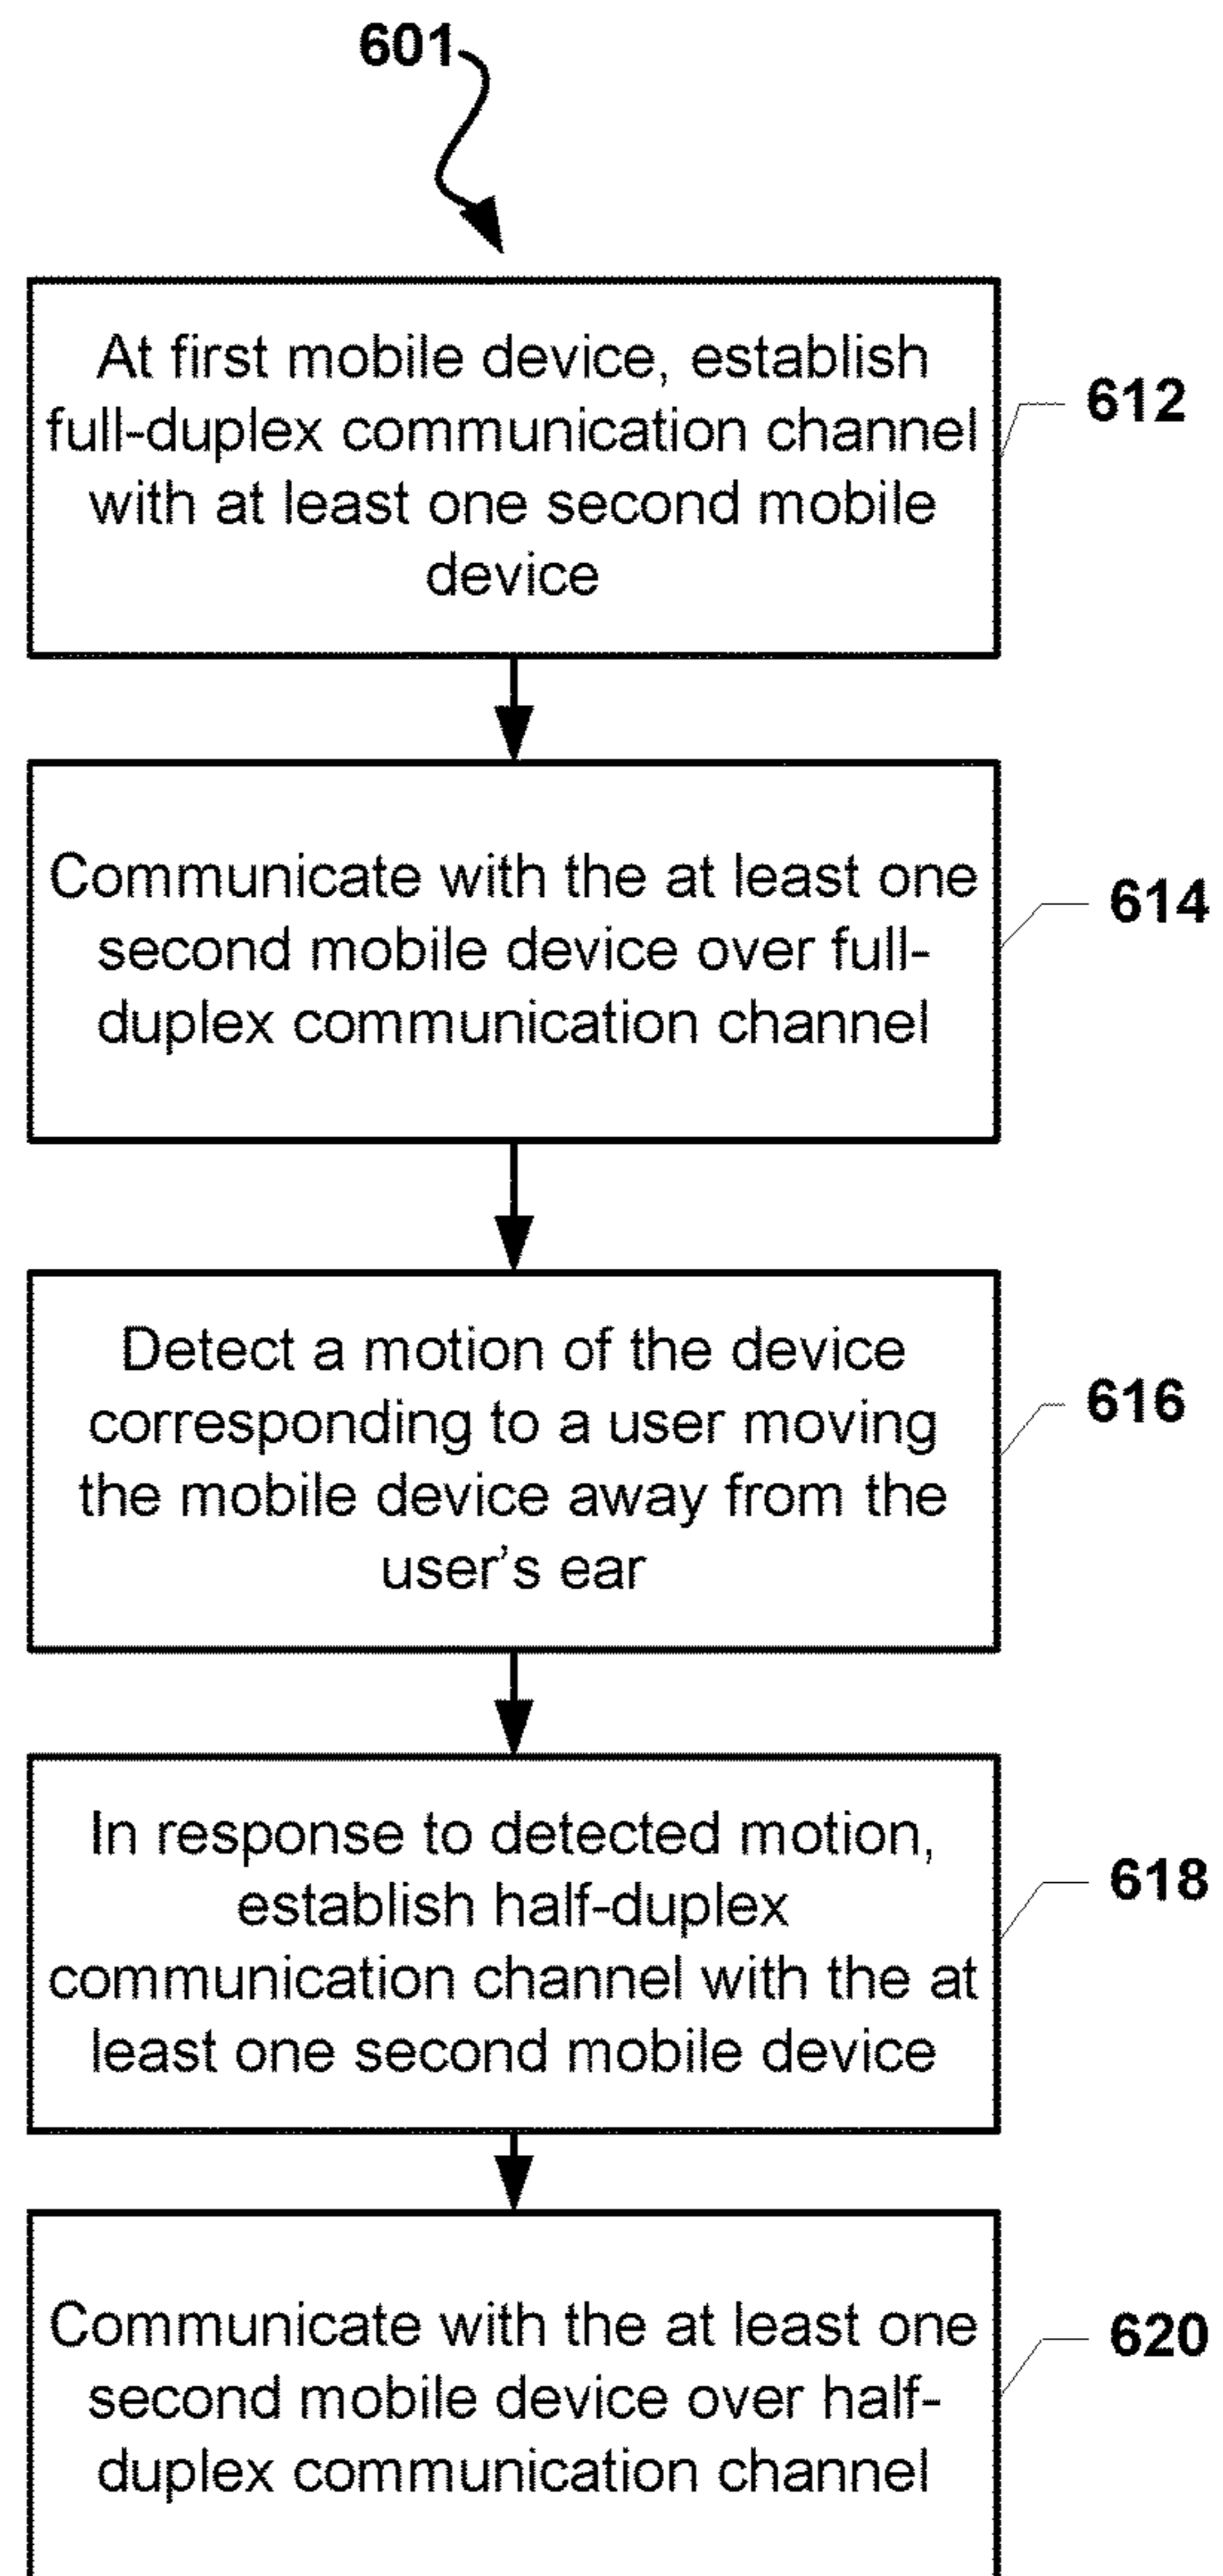 601
At first mobile device, establish
full-duplex communication channel
with at least one second mobile
device
612
Communicate with the at least one
second mobile device over full-
duplex communication channel
614
Detect a motion of the device
corresponding to a user moving
the mobile device away from the
user's ear
616
In response to detected motion,
establish half-duplex
communication channel with the at
least one second mobile device
618
Communicate with the at least one
second mobile device over half-
duplex communication channel
620